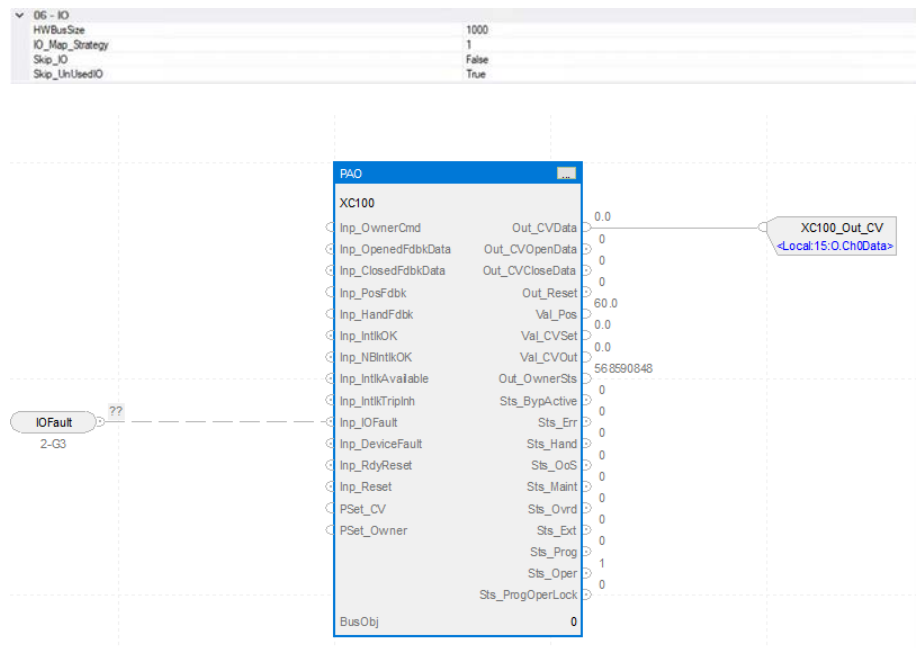 06 - IO
HWBusSize 1000
IO_Map_Strategy 1
Skip_IO False
Skip_UnUsedIO True
PAO ...
XC100
Inp_OwnerCmd Out_CVData 0.0 XC100_Out_CV
<Local:15:O.Ch0Data>
Inp_OpenedFdbkData Out_CVOpenData 0
Inp_ClosedFdbkData Out_CVCloseData 0
Inp_PosFdbk Out_Reset 0
Inp_HandFdbk Val_Pos 60.0
Inp_IntlkOK Val_CVSet 0.0
Inp_NBIntlkOK Val_CVOut 0.0
Inp_IntlkAvailable Out_OwnerSts 568590848
Inp_IntlkTripInh Sts_BypActive 0
IOFault ?? Inp_IOFault Sts_Err 0
2-G3
Inp_DeviceFault Sts_Hand 0
Inp_RdyReset Sts_OoS 0
Inp_Reset Sts_Maint 0
PSet_CV Sts_Ovrd 0
PSet_Owner Sts_Ext 0
Sts_Prog 0
Sts_Oper 1
Sts_ProgOperLock 0
BusObj 0